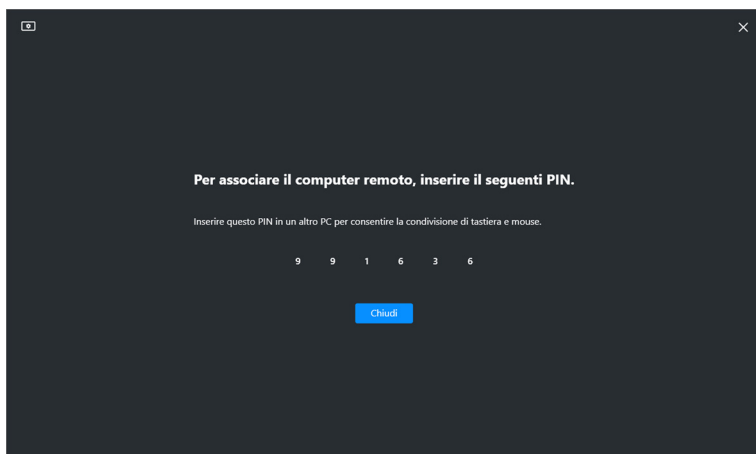 Per associare il computer remoto, inserire il seguenti PIN.
Inserire questo PIN in un altro PC per consentire la condivisione di tastiera e mouse.
9 9 1 6 3 6
Chiudi